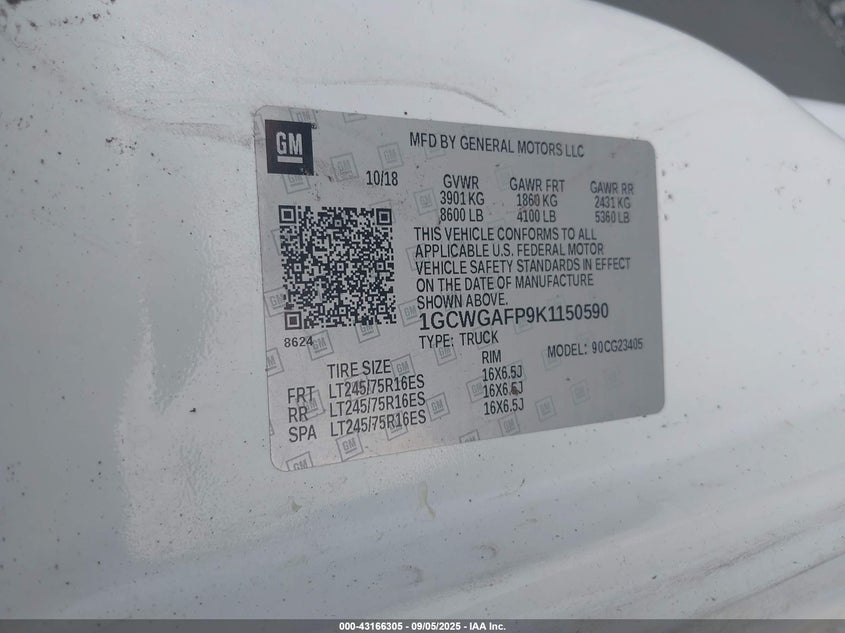 GM
MFD BY GENERAL MOTORS LLC
10/18
GVWR GAWR FRT GAWR RR
3901 KG 1860 KG 2431 KG
8600 LB 4100 LB 5360 LB
THIS VEHICLE CONFORMS TO ALL
APPLICABLE U.S. FEDERAL MOTOR
VEHICLE SAFETY STANDARDS IN EFFECT
ON THE DATE OF MANUFACTURE
SHOWN ABOVE.
1GCWGAFP9K1150590
8624
TYPE: TRUCK MODEL: 90CG23405
TIRE SIZE RIM
FRT LT245/75R16ES 16X6.5J
RR LT245/75R16ES 16X6.5J
SPA LT245/75R16ES 16X6.5J
000-43166305 - 09/05/2025 - IAA Inc.